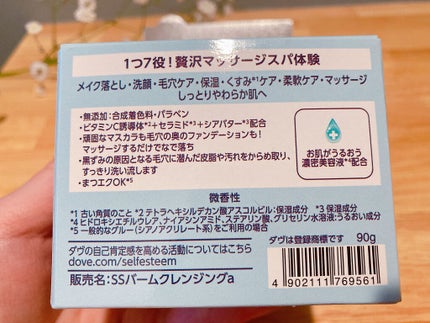 1つ7役!贅沢マッサージスパ体験
メイク落とし・洗顔・毛穴ケア・保湿・くすみ*1ケア・柔軟ケア・マッサージ
しっとりやわらか肌へ
・無添加:合成着色料・パラベン
・ビタミンC誘導体*2＋セラミド*3＋シアバター*3配合
・頑固なマスカラも毛穴の奥のファンデーションも!
マッサージするだけでなで落ち
・黒ずみの原因となる毛穴に潜んだ皮脂や汚れをからめ取り、
すっきり洗い流します
・まつエクOK*5
お肌がうるおう
濃密美容液*4配合
微香性
*1 古い角質のこと *2 テトラヘキシルデカン酸アスコルビル:保湿成分 *3 保湿成分
*4 ヒドロキシエチルウレア、ナイアシンアミド、ステアリン酸、グリセリン水溶液:うるおい成分
*5 一般的なグルー(シアノアクリレート系)をご利用の場合
ダヴの自己肯定感を高める活動についてはこちら
dove.com/selfesteem
ダヴは登録商標です 90g
販売名:SSバームクレンジングa
4 902111 769561